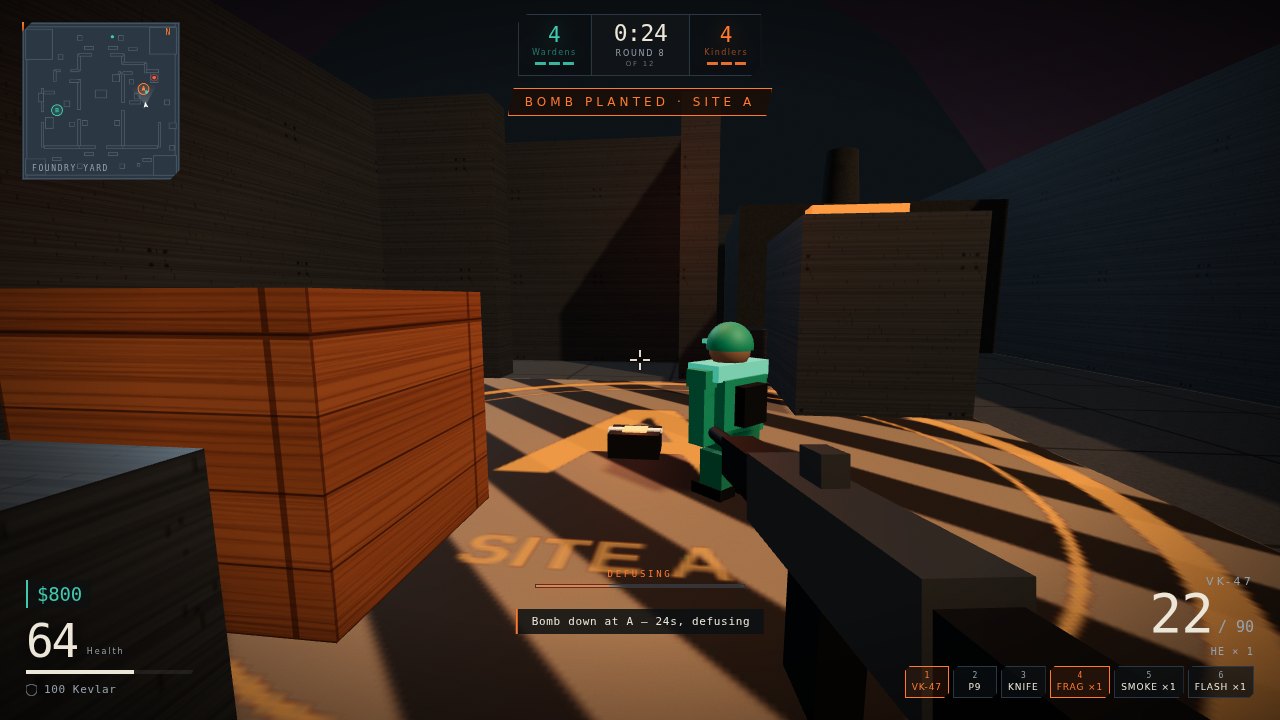 N
A
B
FOUNDRY YARD
4
Wardens
0:24
ROUND 8
OF 12
4
Kindlers
BOMB PLANTED · SITE A
A
SITE A
DEFUSING
Bomb down at A — 24s, defusing
$800
64 Health
100 Kevlar
VK-47
22 / 90
HE × 1
1
VK-47
2
P9
3
KNIFE
4
FRAG ×1
5
SMOKE ×1
6
FLASH ×1